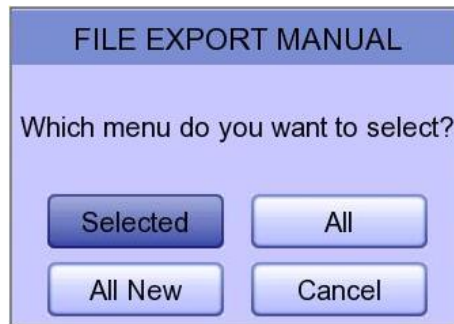 FILE EXPORT MANUAL
Which menu do you want to select?
Selected All
All New Cancel